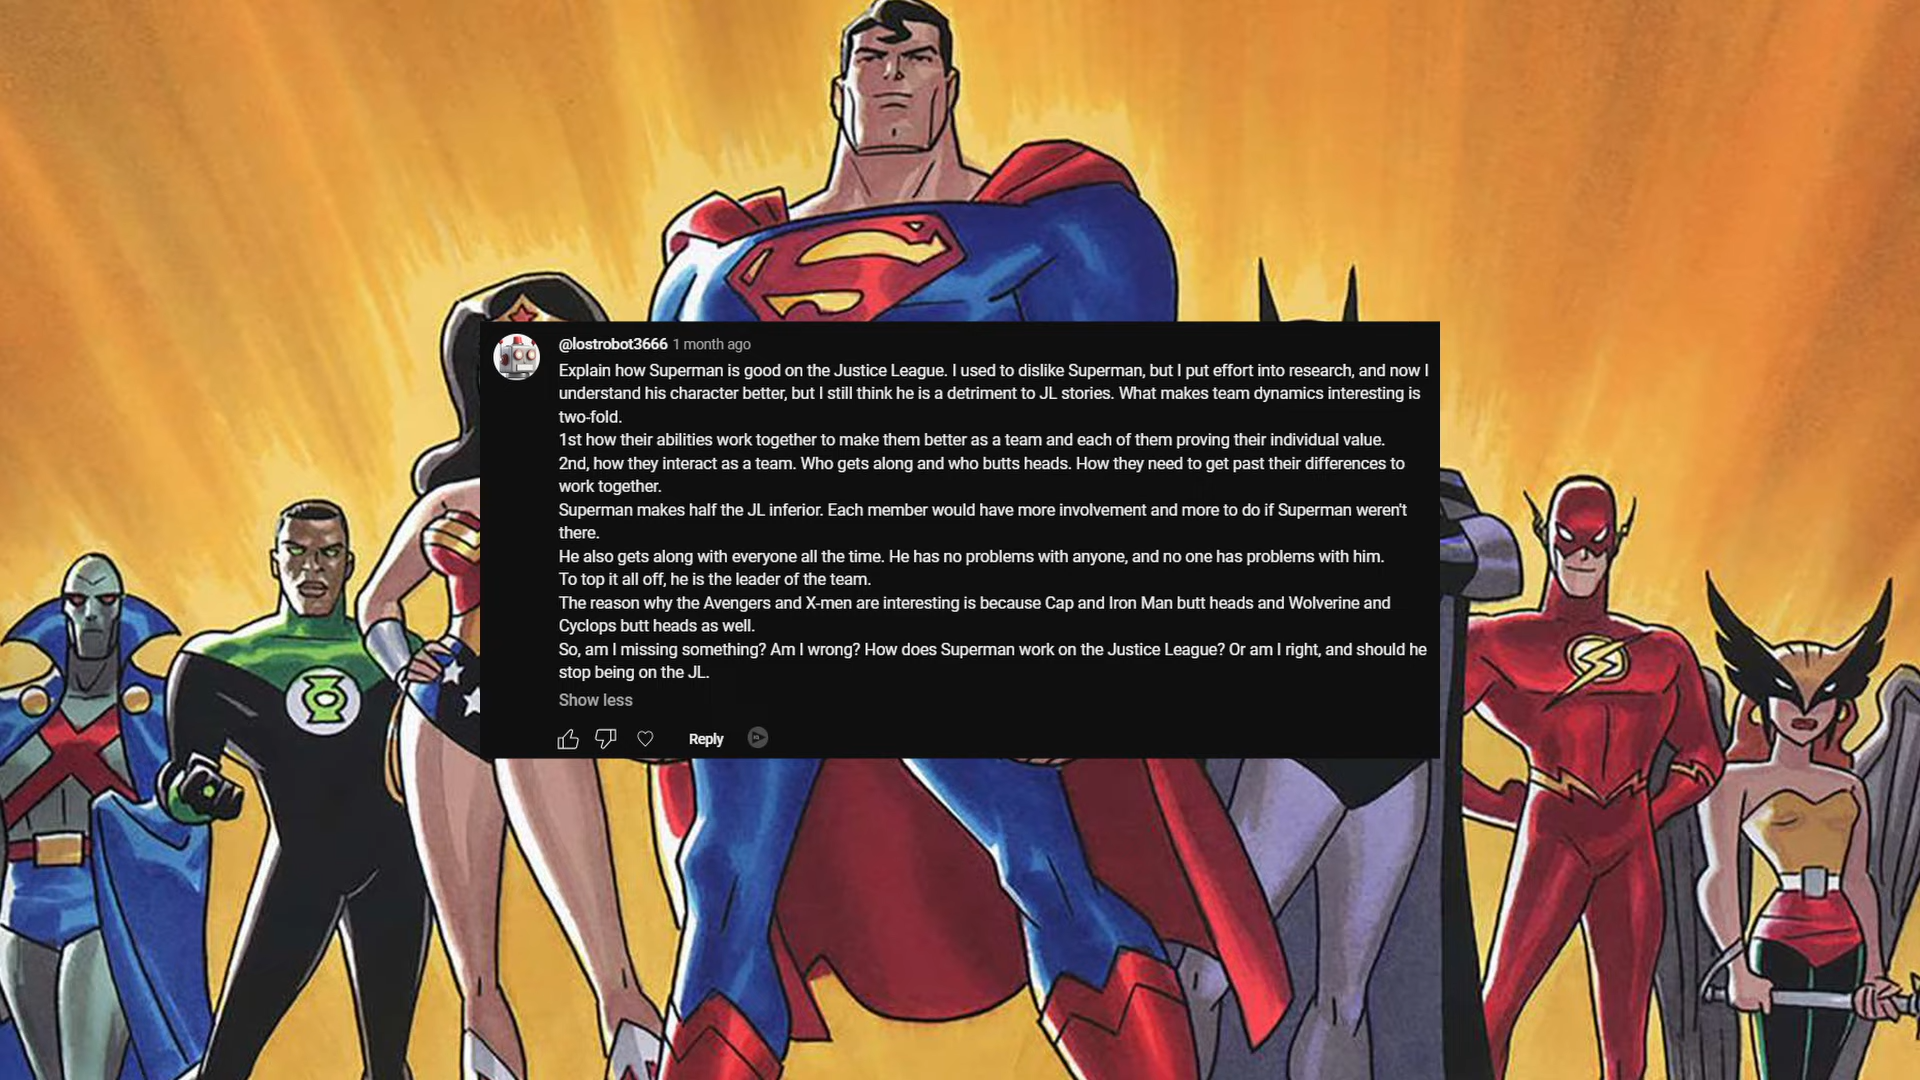 @lostrobot3666 1 month ago
Explain how Superman is good on the Justice League. I used to dislike Superman, but I put effort into research, and now I
understand his character better, but I still think he is a detriment to JL stories. What makes team dynamics interesting is
two-fold.
1st how their abilities work together to make them better as a team and each of them proving their individual value.
2nd, how they interact as a team. Who gets along and who butts heads. How they need to get past their differences to
work together.
Superman makes half the JL inferior. Each member would have more involvement and more to do if Superman weren't
there.
He also gets along with everyone all the time. He has no problems with anyone, and no one has problems with him.
To top it all off, he is the leader of the team.
The reason why the Avengers and X-men are interesting is because Cap and Iron Man butt heads and Wolverine and
Cyclops butt heads as well.
So, am I missing something? Am I wrong? How does Superman work on the Justice League? Or am I right, and should he
stop being on the JL.
Show less
Reply